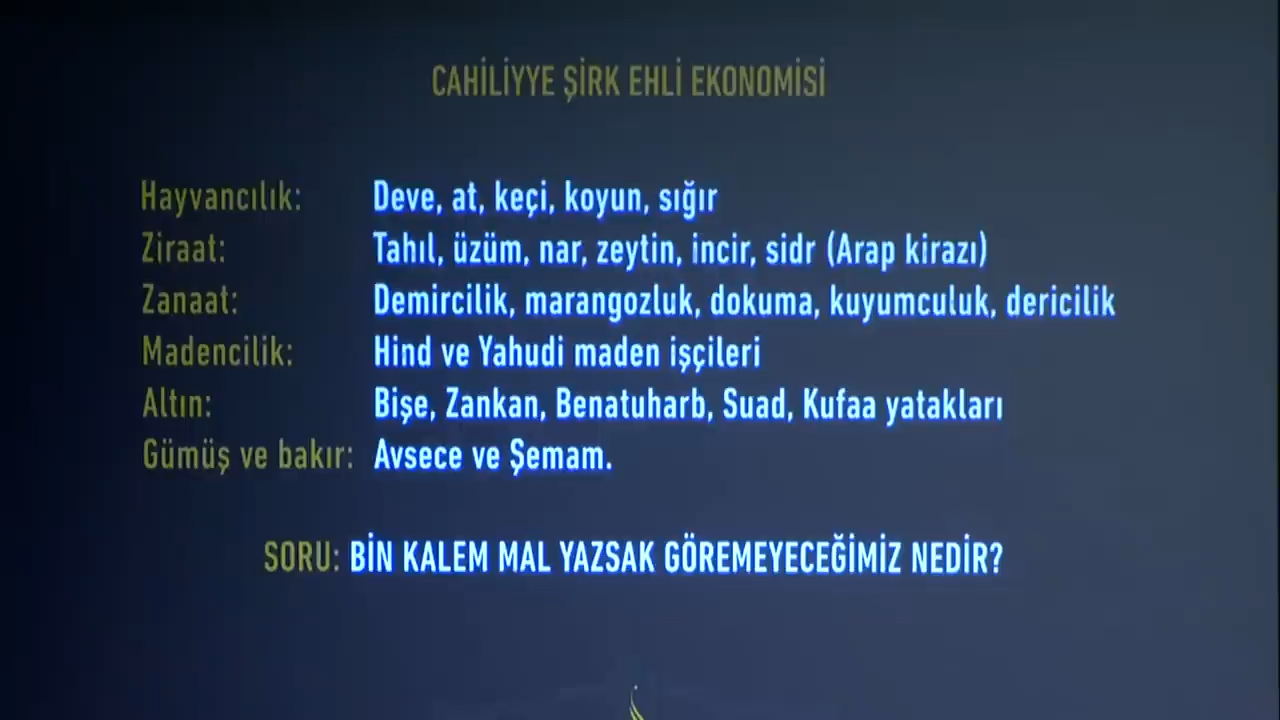 CAHİLİYYE ŞİRK EHLİ EKONOMİSİ
Hayvancılık: Deve, at, keçi, koyun, sığır
Ziraat: Tahıl, üzüm, nar, zeytin, incir, sidr (Arap kirazı)
Zanaat: Demircilik, marangozluk, dokuma, kuyumculuk, dericilik
Madencilik: Hind ve Yahudi maden işçileri
Altın: Bişe, Zankan, Benatuharb, Suad, Kufaa yatakları
Gümüş ve bakır: Avsece ve Şemam.
SORU: BİN KALEM MAL YAZSAK GÖREMEYECEĞİMİZ NEDİR?